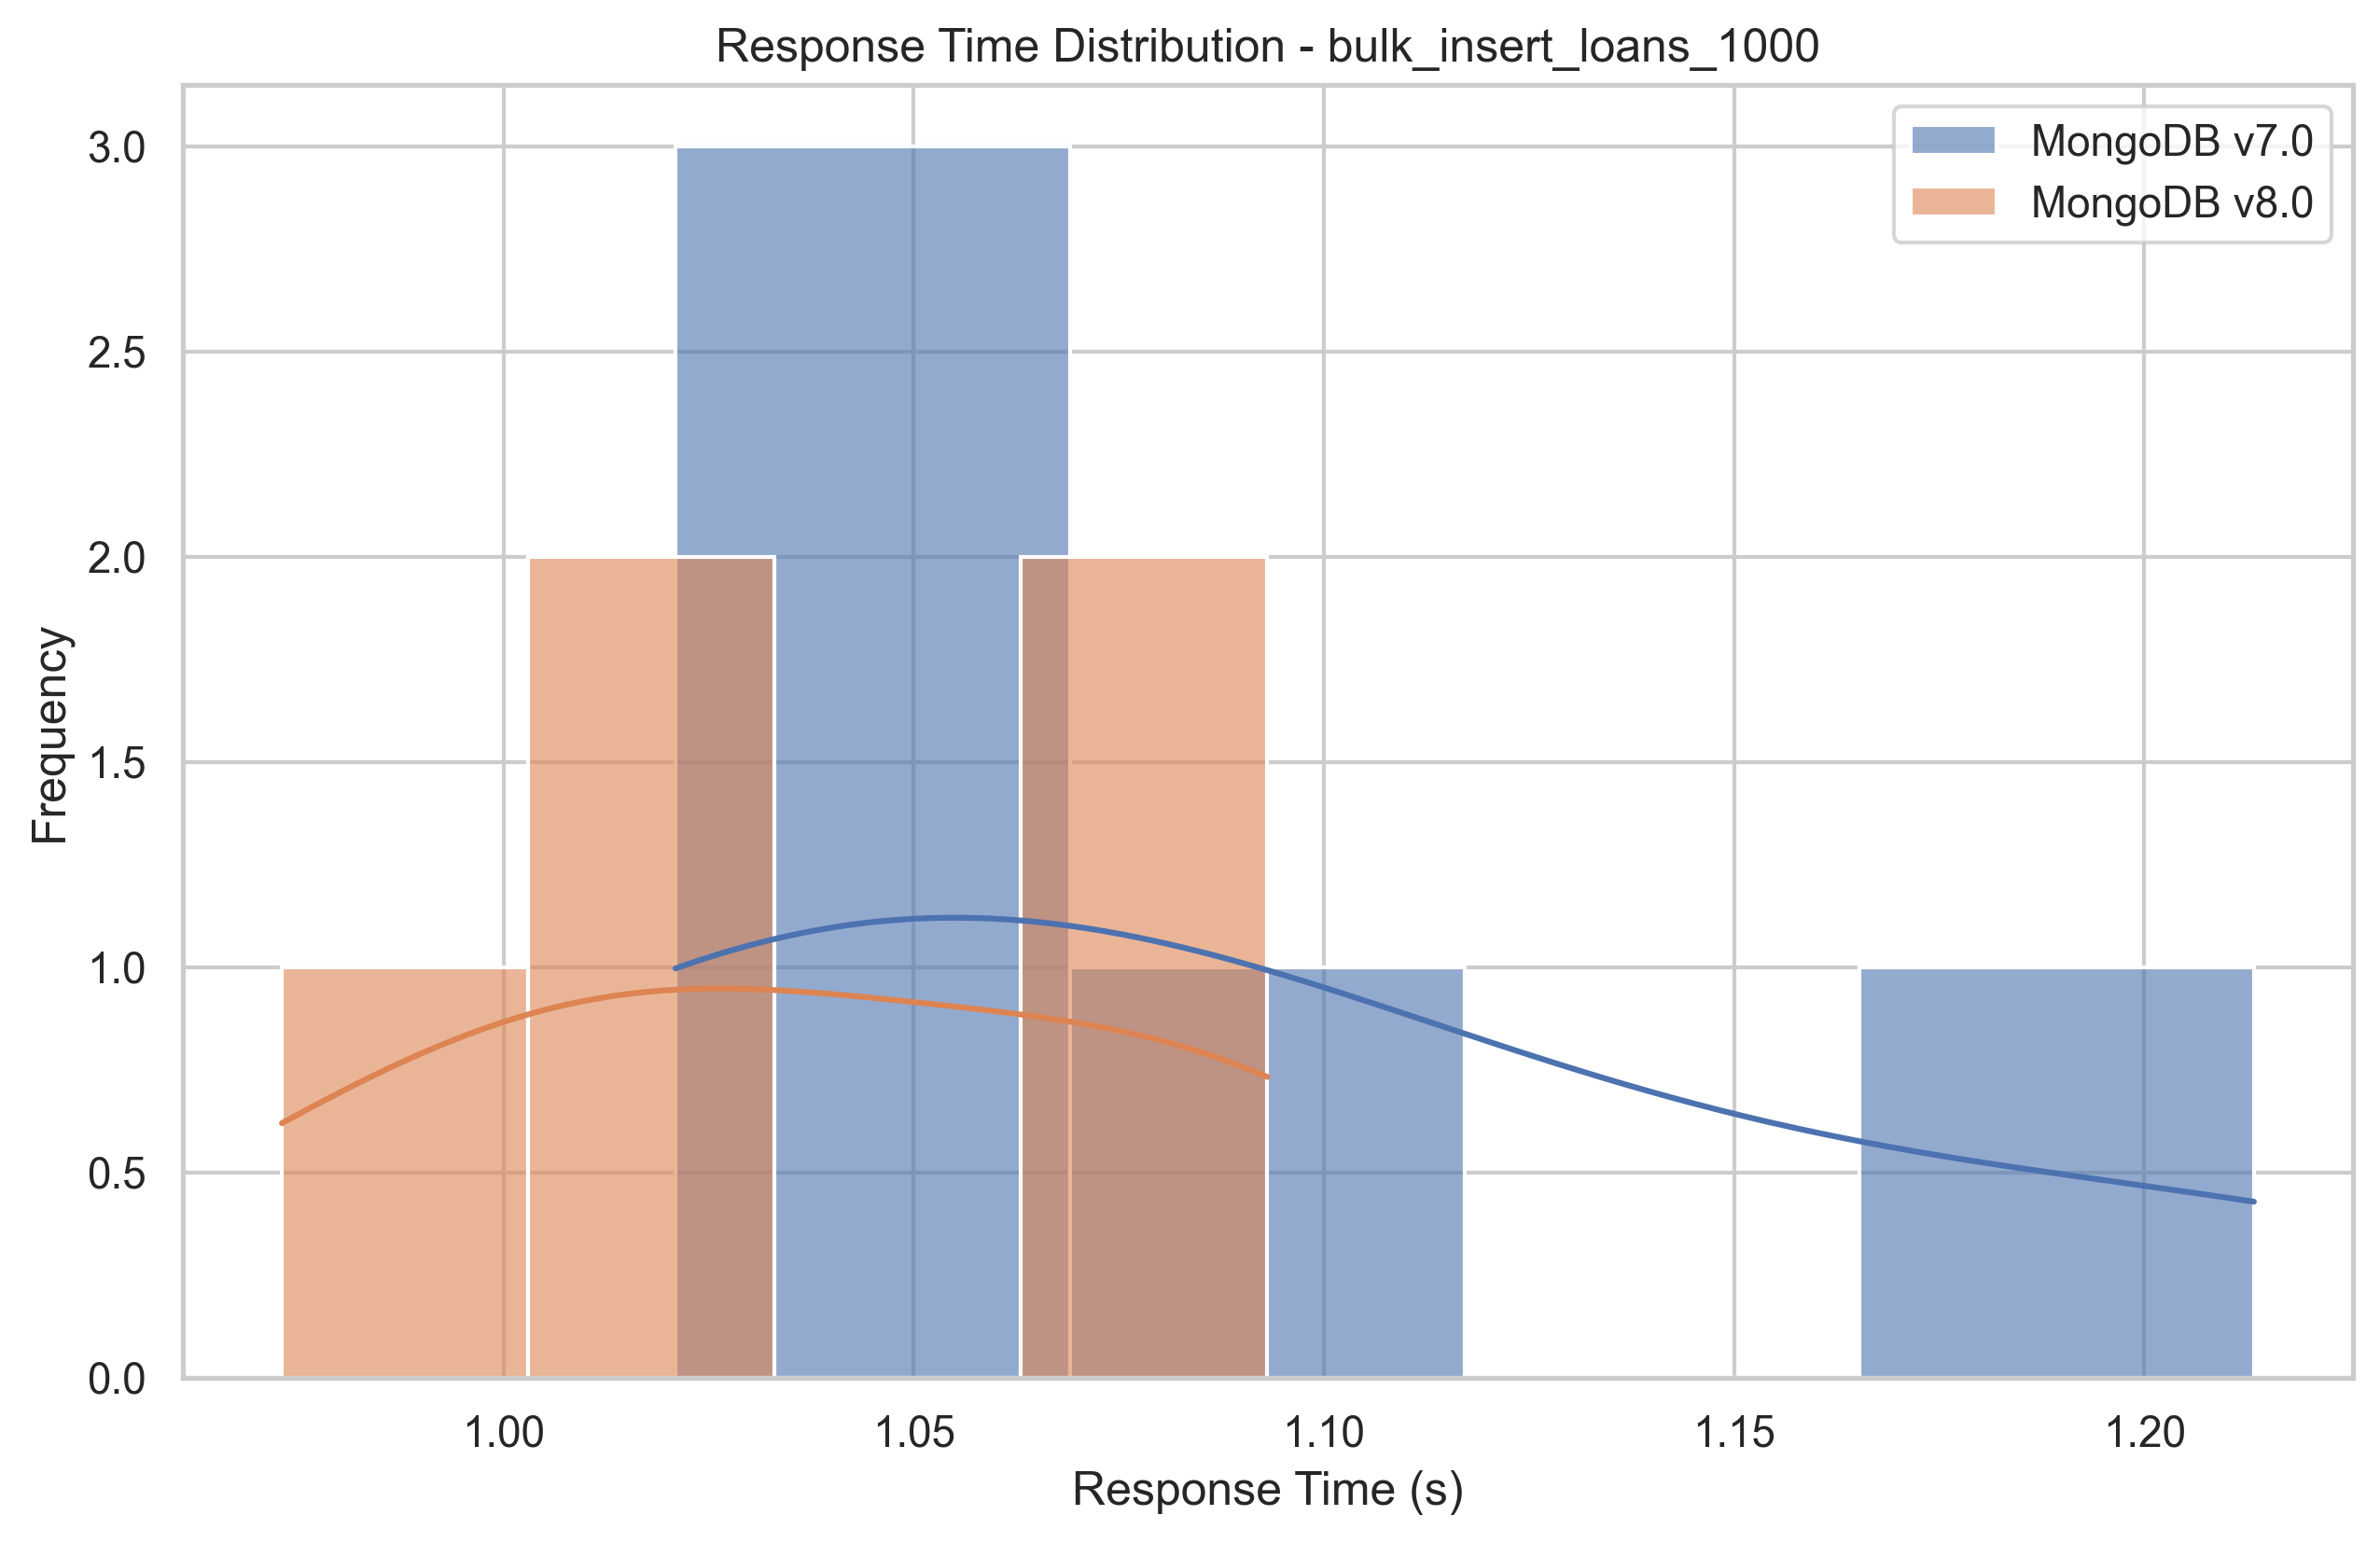 Response Time Distribution - bulk_insert_loans_1000
MongoDB v7.0
MongoDB v8.0
3.0
2.5
2.0
1.5
1.0
0.5
0.0
Frequency
1.00 1.05 1.10 1.15 1.20
Response Time (s)